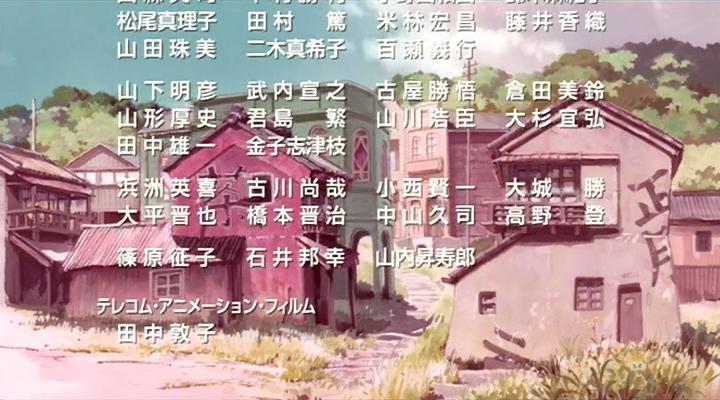 松尾真理子 田村 篤 米林宏昌 藤井香織
山田珠美 二木真希子 百瀬義行
山下明彦 武内宣之 古屋勝悟 倉田美鈴
山形厚史 君島 繁 山川浩臣 大杉宜弘
田中雄一 金子志津枝
浜洲英喜 古川尚哉 小西賢一 大城 勝
大平晋也 橋本晋治 中山久司 高野 登
篠原征子 石井邦幸 山内昇寿郎
テレコム・アニメーション・フィルム
田中敦子